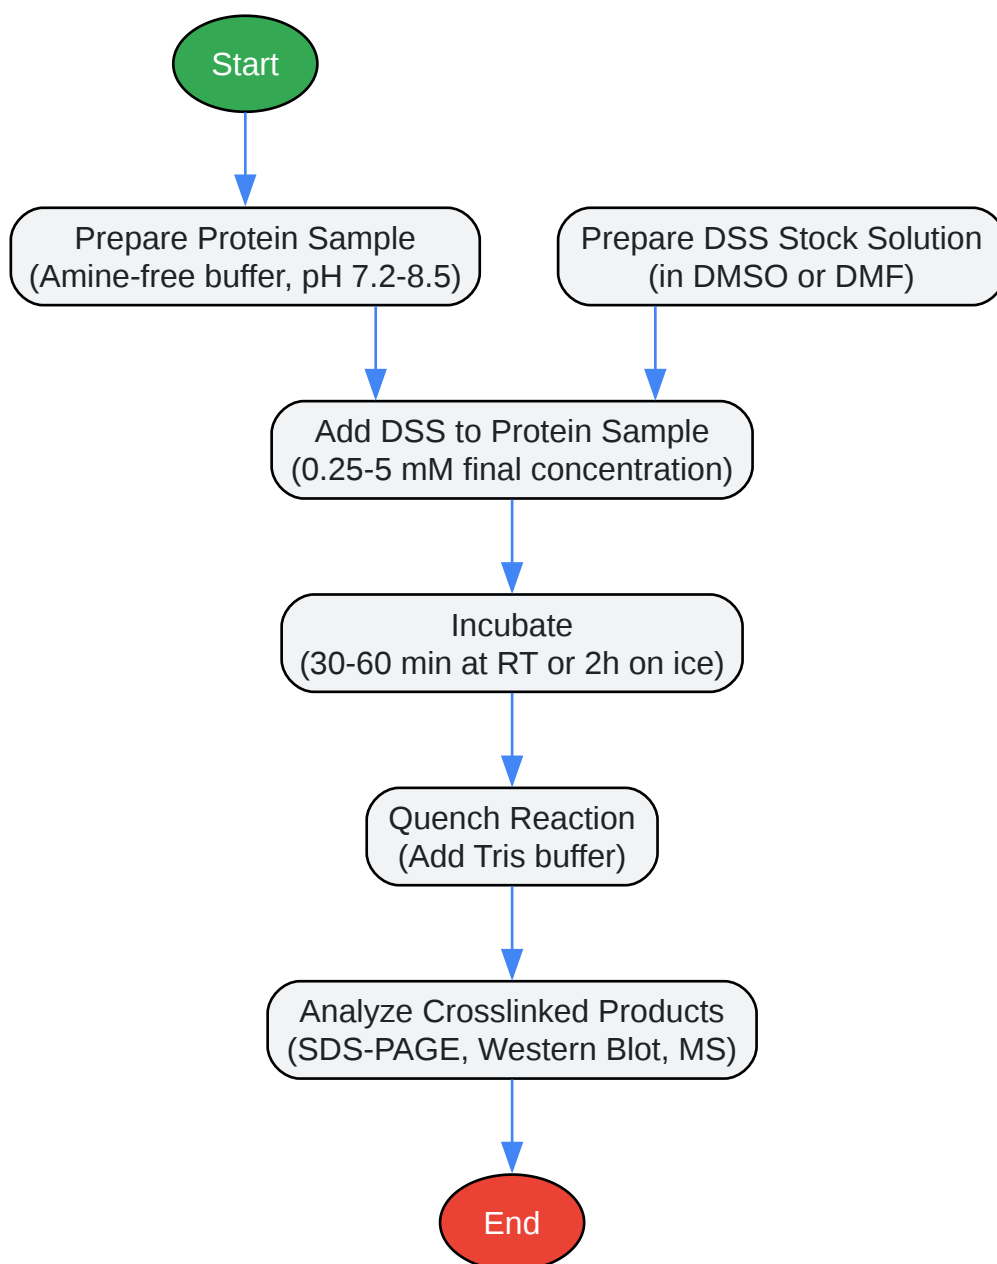 Start
Prepare Protein Sample
(Amine-free buffer, pH 7.2-8.5)
Prepare DSS Stock Solution
(in DMSO or DMF)
Add DSS to Protein Sample
(0.25-5 mM final concentration)
Incubate
(30-60 min at RT or 2h on ice)
Quench Reaction
(Add Tris buffer)
Analyze Crosslinked Products
(SDS-PAGE, Western Blot, MS)
End